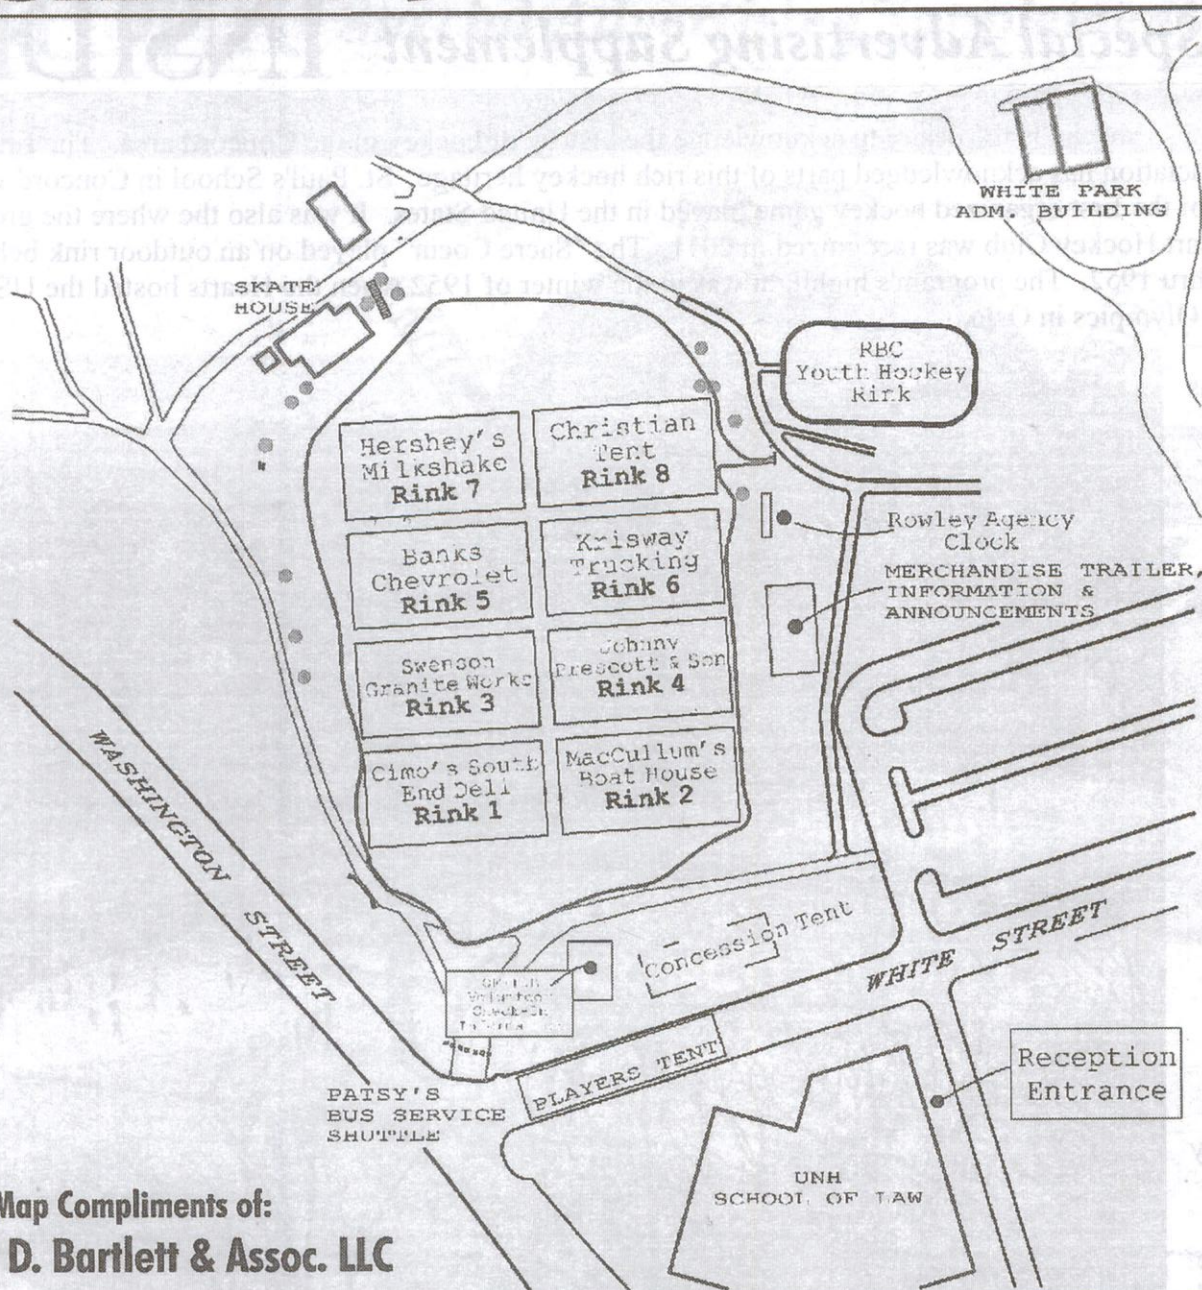 WHITE PARK
ADM. BUILDING
SKATE
HOUSE
RBC
Youth Hockey
Rink
Hershey's
Milkshake
Rink 7
Christian
Tent
Rink 8
Rowley Agency
Clock
Banks
Chevrolet
Rink 5
Krisway
Trucking
Rink 6
MERCHANDISE TRAILER,
INFORMATION &
ANNOUNCEMENTS
Swenson
Granite Works
Rink 3
Johnny
Prescott & Son
Rink 4
Cimo's South
End Deli
Rink 1
MacCullum's
Boat House
Rink 2
WASHINGTON STREET
Concession Tent
WHITE STREET
Check-In
PLAYERS TENT
PATSY'S
BUS SERVICE
SHUTTLE
Reception
Entrance
UNH
SCHOOL OF LAW
Map Compliments of:
D. Bartlett & Assoc. LLC